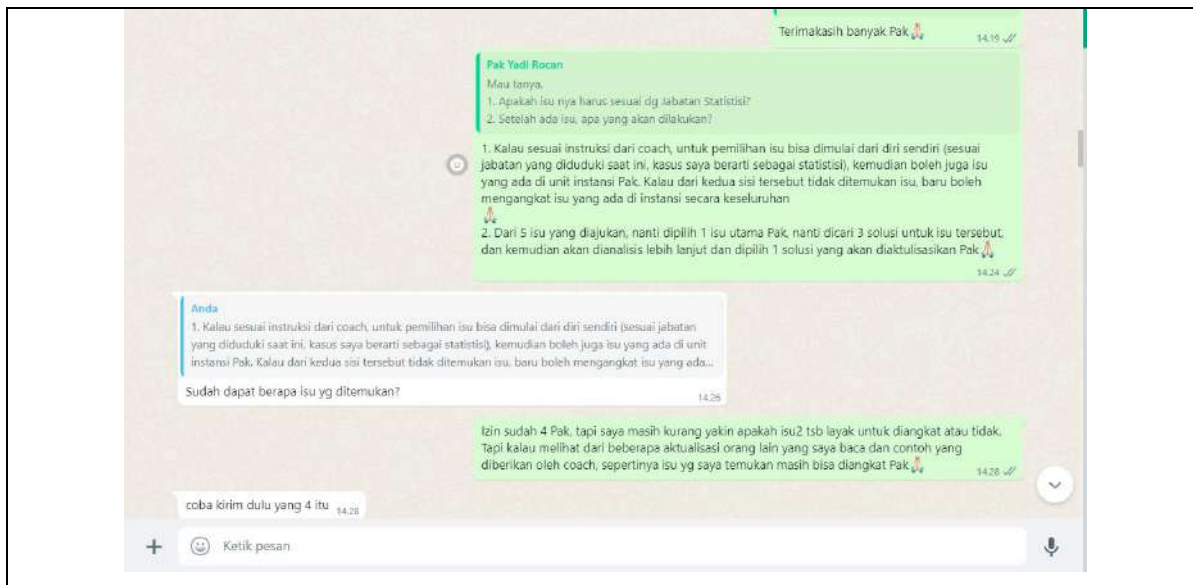 Terimakasih banyak Pak🙏 14.19
Pak Yadi Rocan
Mau tanya,
1. Apakah isu nya harus sesuai dg Jabatan Statistisi?
2. Setelah ada isu, apa yang akan dilakukan?
1. Kalau sesuai instruksi dari coach, untuk pemilihan isu bisa dimulai dari diri sendiri (sesuai
jabatan yang diduduki saat ini, kasus saya berarti sebagai statistisi), kemudian boleh juga isu
yang ada di unit instansi Pak. Kalau dari kedua sisi tersebut tidak ditemukan isu, baru boleh
mengangkat isu yang ada di instansi secara keseluruhan
🙏
2. Dari 5 isu yang diajukan, nanti dipilih 1 isu utama Pak, nanti dicari 3 solusi untuk isu tersebut,
dan kemudian akan dianalisis lebih lanjut dan dipilih 1 solusi yang akan diaktulisasikan Pak🙏
14.24
Anda
1. Kalau sesuai instruksi dari coach, untuk pemilihan isu bisa dimulai dari diri sendiri (sesuai jabatan
yang diduduki saat ini, kasus saya berarti sebagai statistisi), kemudian boleh juga isu yang ada di unit
instansi Pak. Kalau dari kedua sisi tersebut tidak ditemukan isu, baru boleh mengangkat isu yang ada...
Sudah dapat berapa isu yg ditemukan? 14.26
Izin sudah 4 Pak, tapi saya masih kurang yakin apakah isu2 tsb layak untuk diangkat atau tidak.
Tapi kalau melihat dari beberapa aktualisasi orang lain yang saya baca dan contoh yang
diberikan oleh coach, sepertinya isu yg saya temukan masih bisa diangkat Pak🙏 14.28
coba kirim dulu yang 4 itu 14.28
Ketik pesan